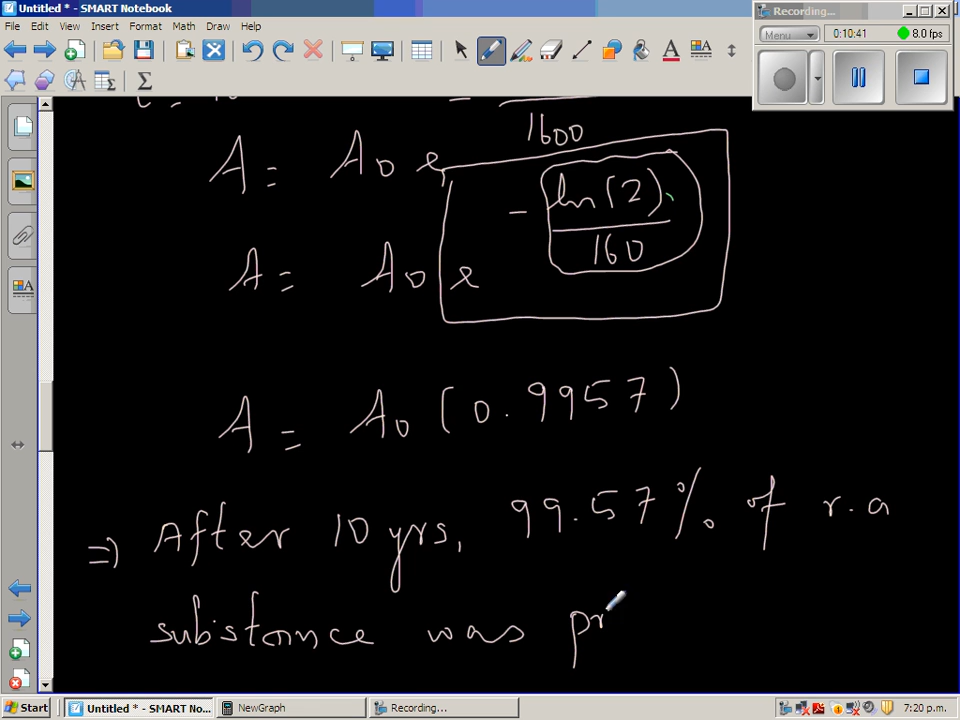 Untitled * - SMART Notebook
File Edit View Insert Format Math Draw Help
Recording...
Menu 0:10:41 8.0 fps
1600
A = A0 e
- ln(2)
160
A = A0 e
A = A0 (0.9957)
⇒ After 10 yrs, 99.57% of r.a
substance was pr
Start Untitled * - SMART Notebook NewGraph Recording... 7:20 p.m.